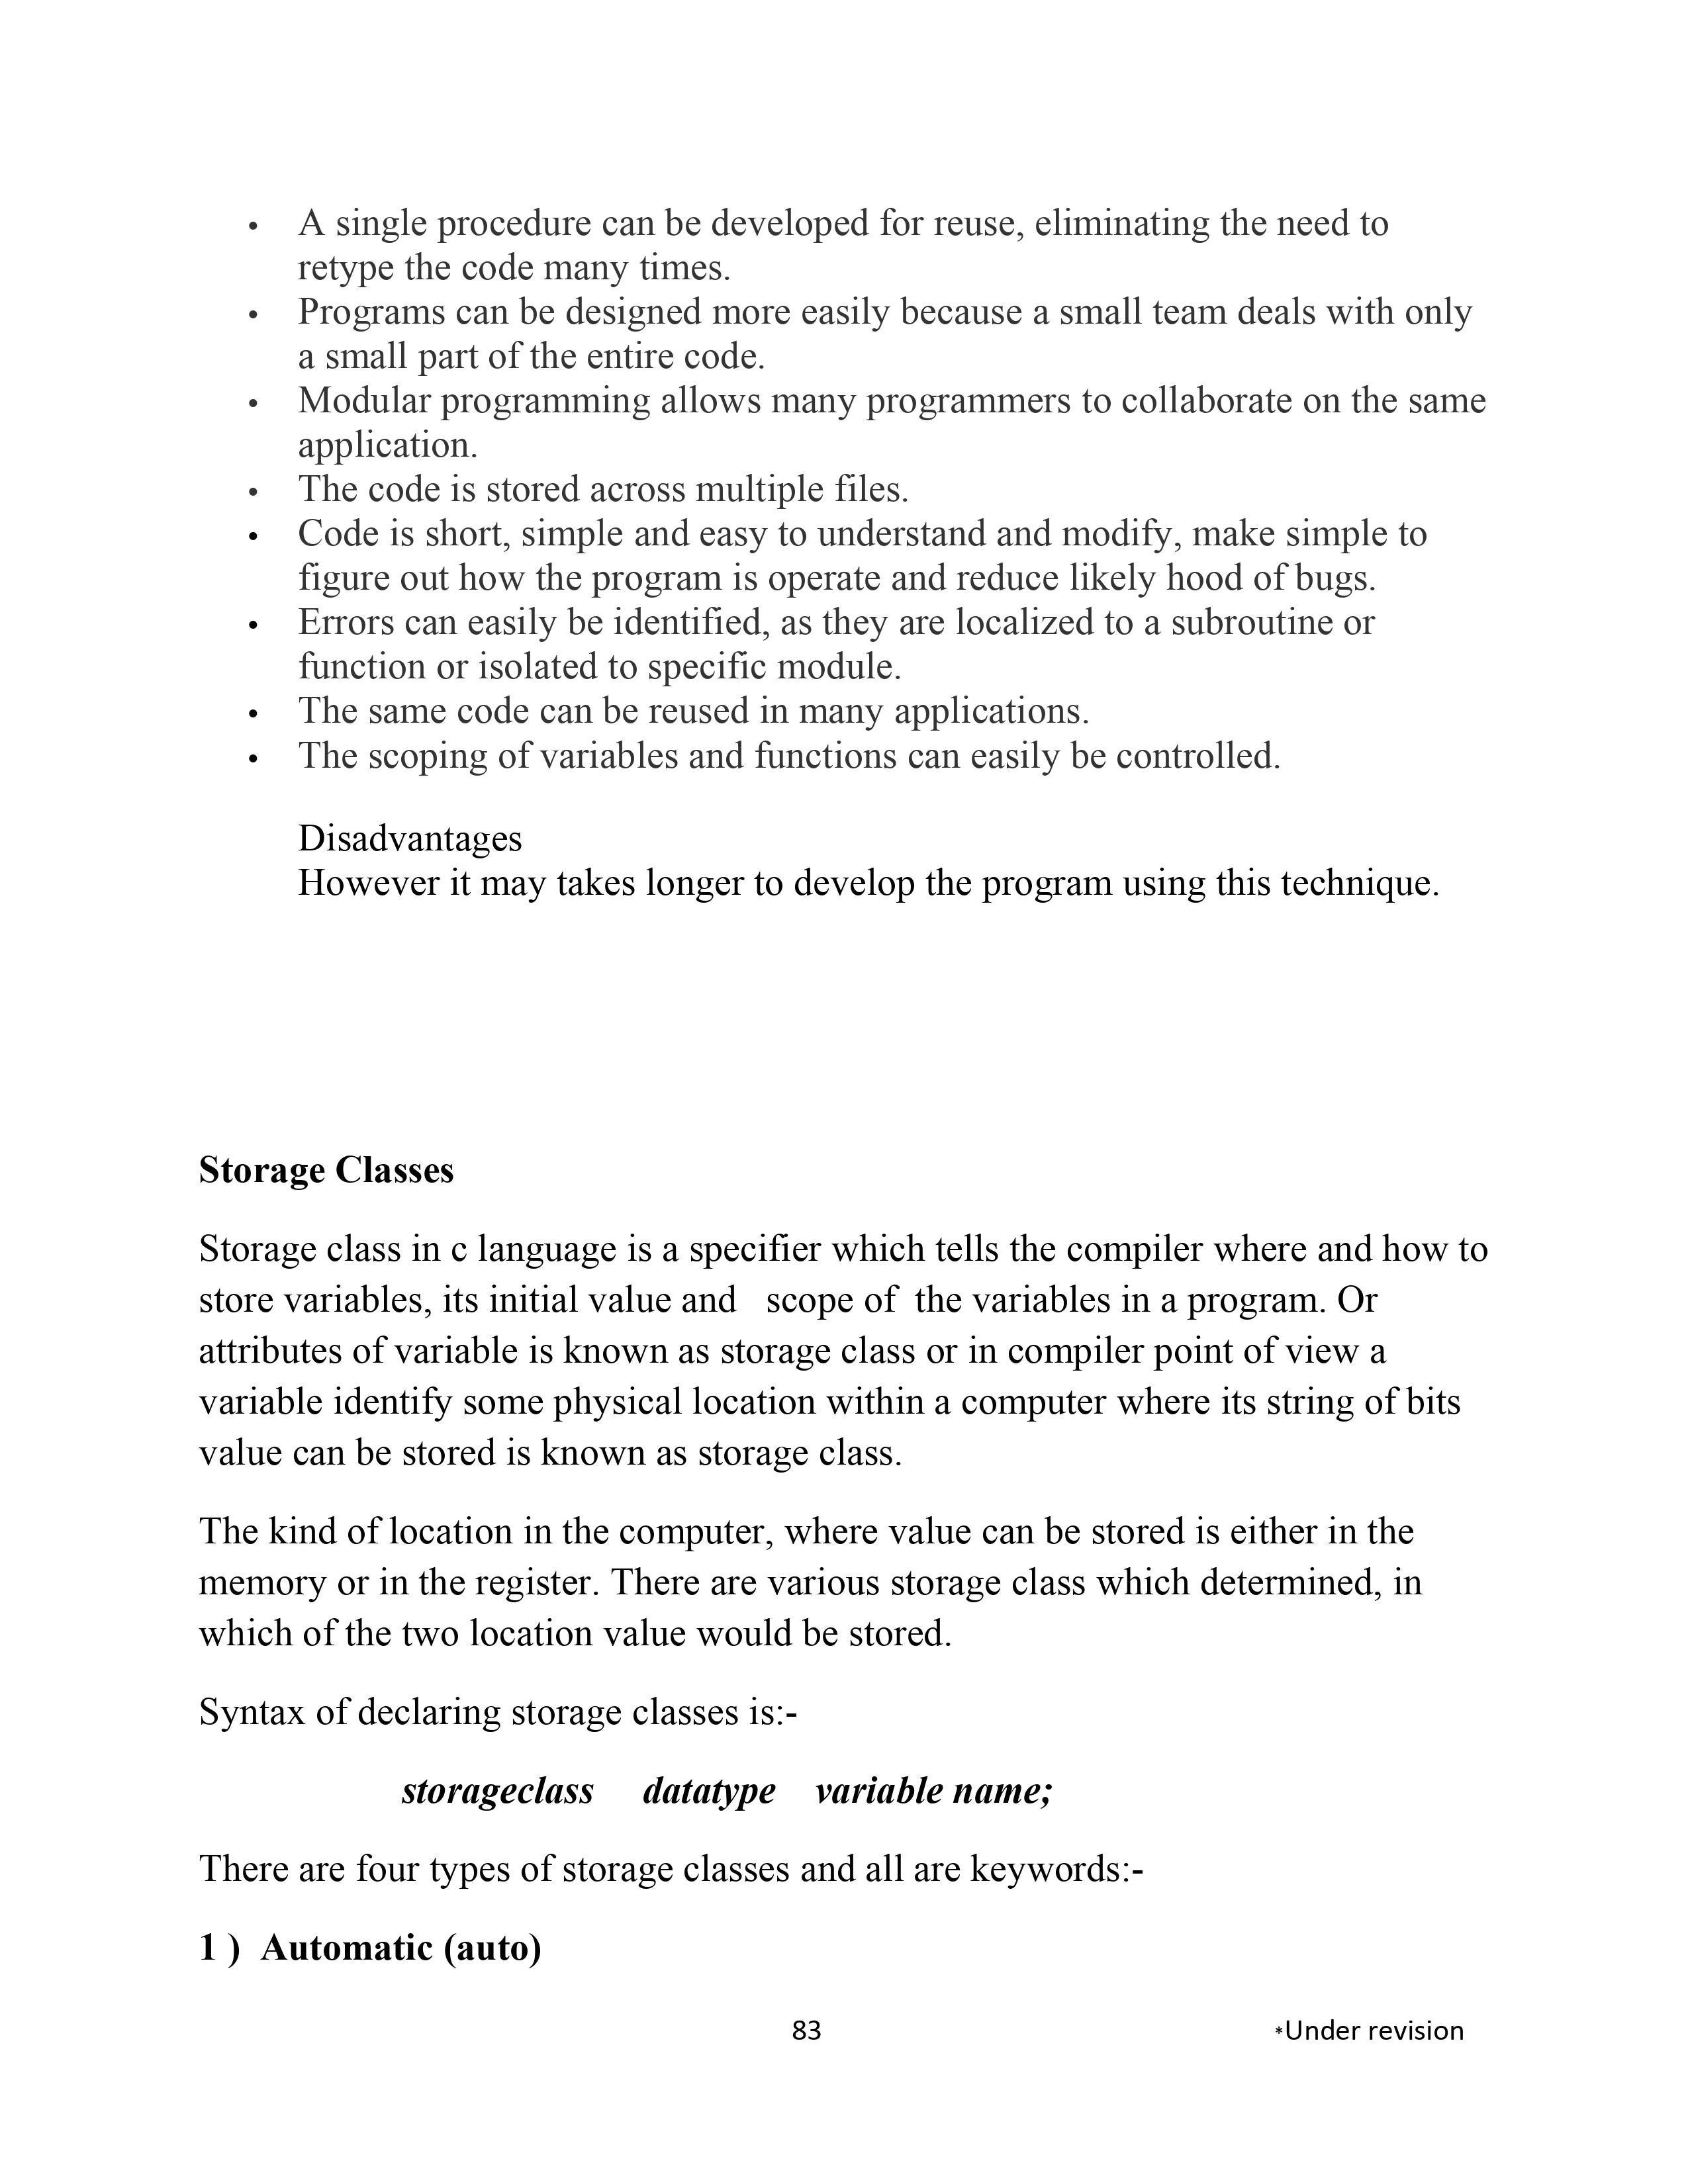 • A single procedure can be developed for reuse, eliminating the need to
retype the code many times.
• Programs can be designed more easily because a small team deals with only
a small part of the entire code.
• Modular programming allows many programmers to collaborate on the same
application.
• The code is stored across multiple files.
• Code is short, simple and easy to understand and modify, make simple to
figure out how the program is operate and reduce likely hood of bugs.
• Errors can easily be identified, as they are localized to a subroutine or
function or isolated to specific module.
• The same code can be reused in many applications.
• The scoping of variables and functions can easily be controlled.
Disadvantages
However it may takes longer to develop the program using this technique.
Storage Classes
Storage class in c language is a specifier which tells the compiler where and how to
store variables, its initial value and   scope of  the variables in a program. Or
attributes of variable is known as storage class or in compiler point of view a
variable identify some physical location within a computer where its string of bits
value can be stored is known as storage class.
The kind of location in the computer, where value can be stored is either in the
memory or in the register. There are various storage class which determined, in
which of the two location value would be stored.
Syntax of declaring storage classes is:-
storageclass     datatype    variable name;
There are four types of storage classes and all are keywords:-
1 )  Automatic (auto)
83 *Under revision